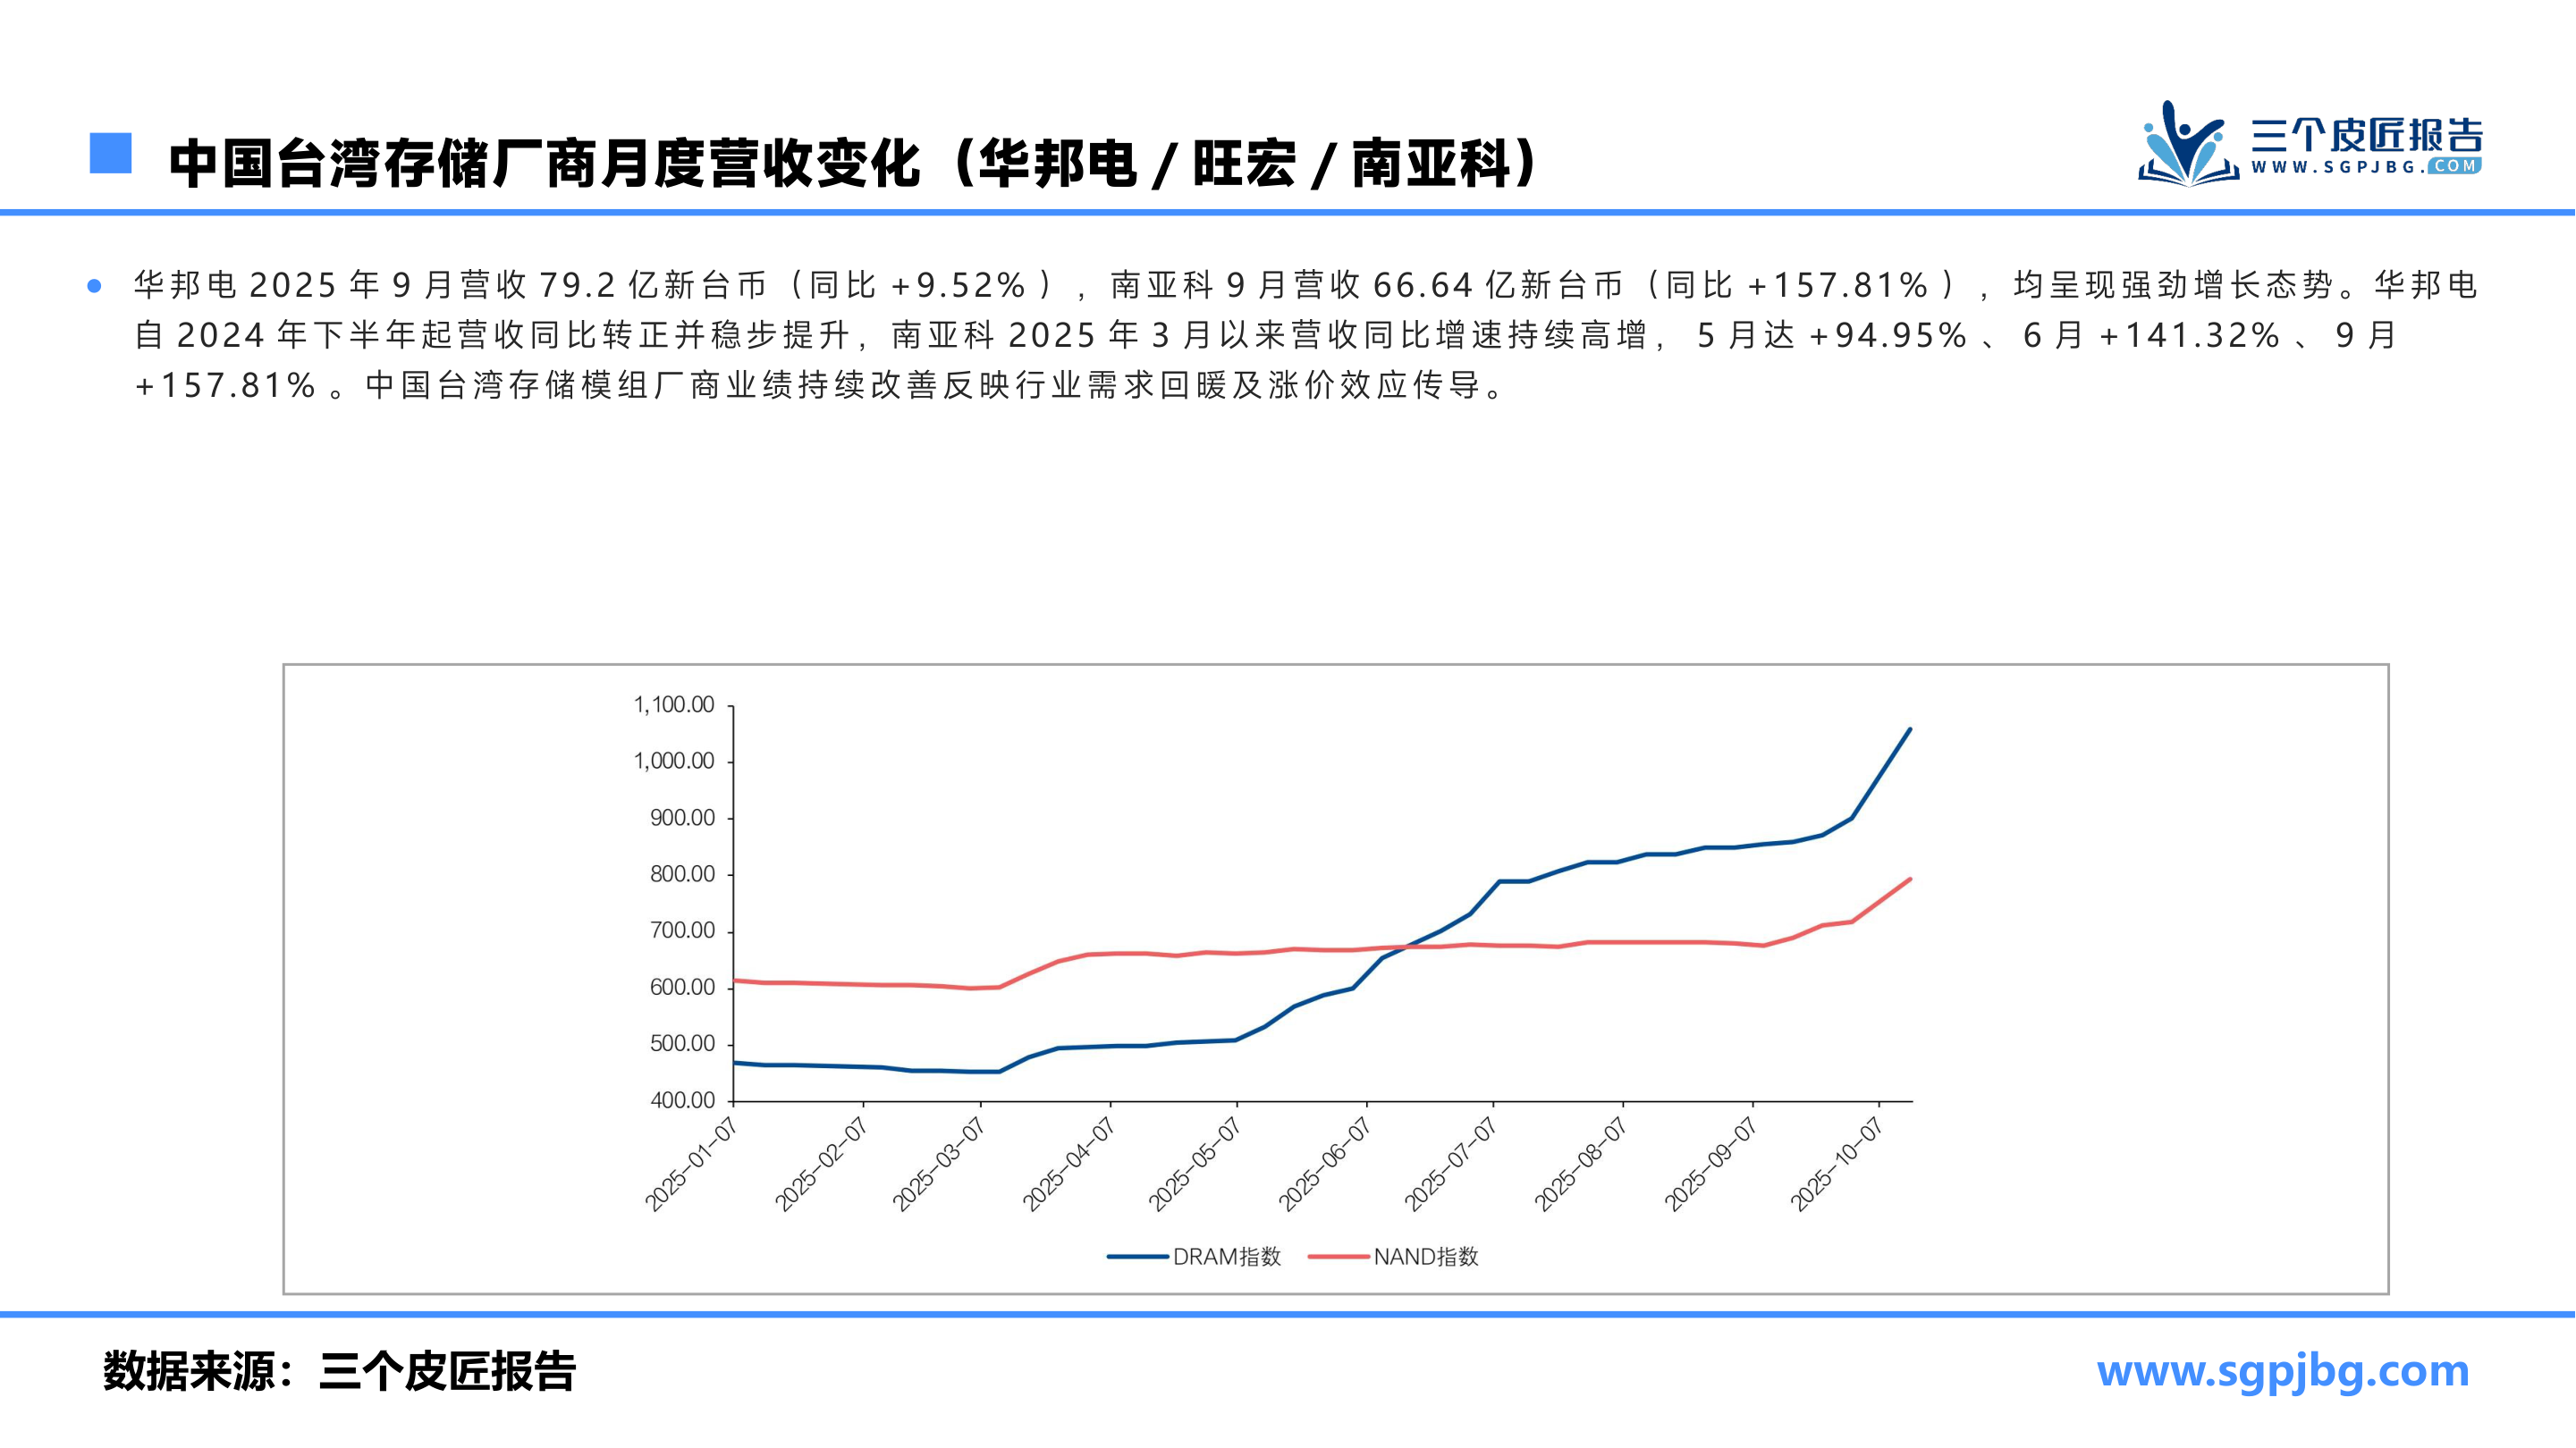 中国台湾存储厂商月度营收变化（华邦电 / 旺宏 / 南亚科）
三个皮匠报告
WWW.SGPJBG.COM
华邦电 2025 年 9 月营收 79.2 亿新台币（同比 +9.52% ），南亚科 9 月营收 66.64 亿新台币（同比 +157.81% ），均呈现强劲增长态势。华邦电
自 2024 年下半年起营收同比转正并稳步提升，南亚科 2025 年 3 月以来营收同比增速持续高增， 5 月达 +94.95% 、 6 月 +141.32% 、 9 月
+157.81% 。中国台湾存储模组厂商业绩持续改善反映行业需求回暖及涨价效应传导。
1,100.00
1,000.00
900.00
800.00
700.00
600.00
500.00
400.00
2025-01-07
2025-02-07
2025-03-07
2025-04-07
2025-05-07
2025-06-07
2025-07-07
2025-08-07
2025-09-07
2025-10-07
DRAM指数
NAND指数
数据来源：三个皮匠报告
www.sgpjbg.com